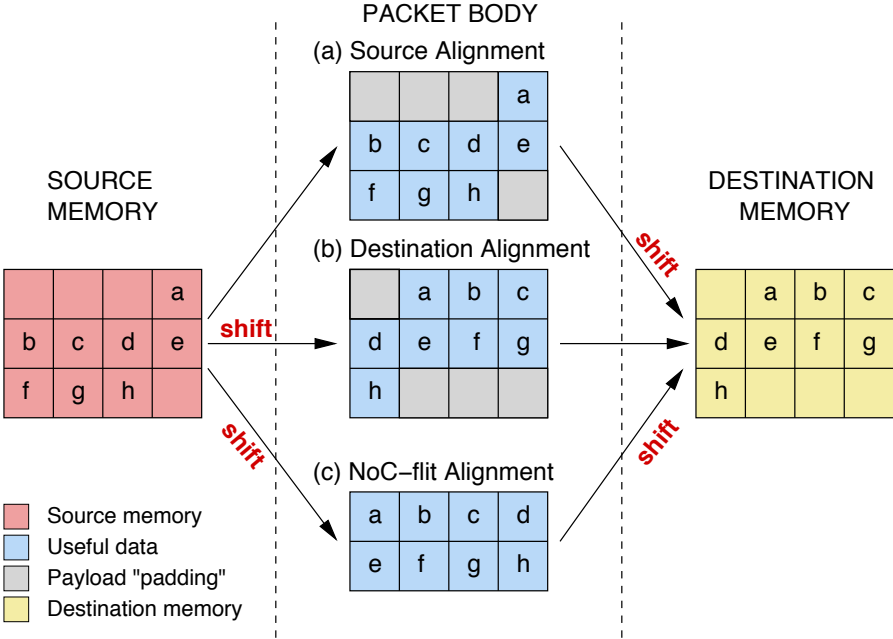 PACKET BODY
(a) Source Alignment
a
b c d e
f g h
SOURCE
MEMORY
a
b c d e
f g h
shift
shift
shift
(b) Destination Alignment
a b c
d e f g
h
shift
shift
DESTINATION
MEMORY
a b c
d e f g
h
(c) NoC-flit Alignment
a b c d
e f g h
Source memory
Useful data
Payload "padding"
Destination memory